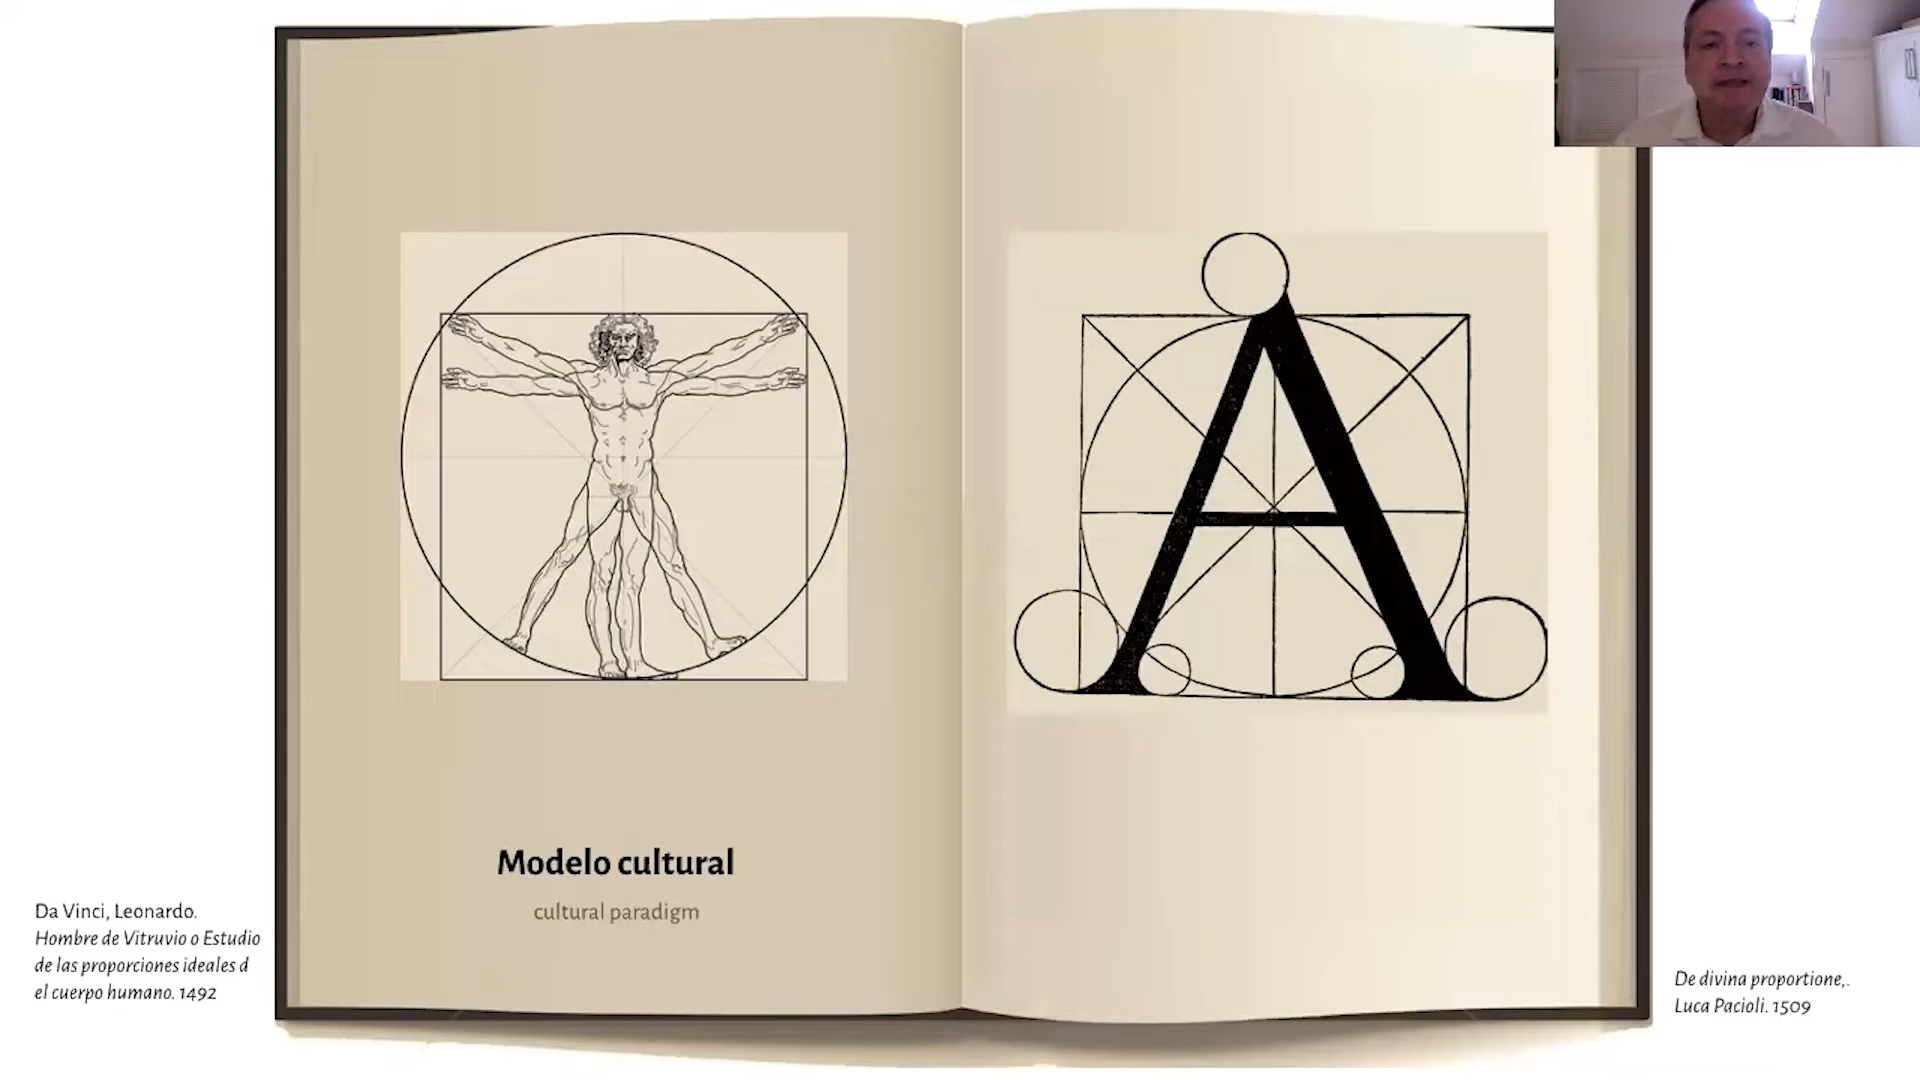 A
Modelo cultural
cultural paradigm
Da Vinci, Leonardo.
Hombre de Vitruvio o Estudio
de las proporciones ideales d
el cuerpo humano. 1492
De divina proportione,.
Luca Pacioli. 1509